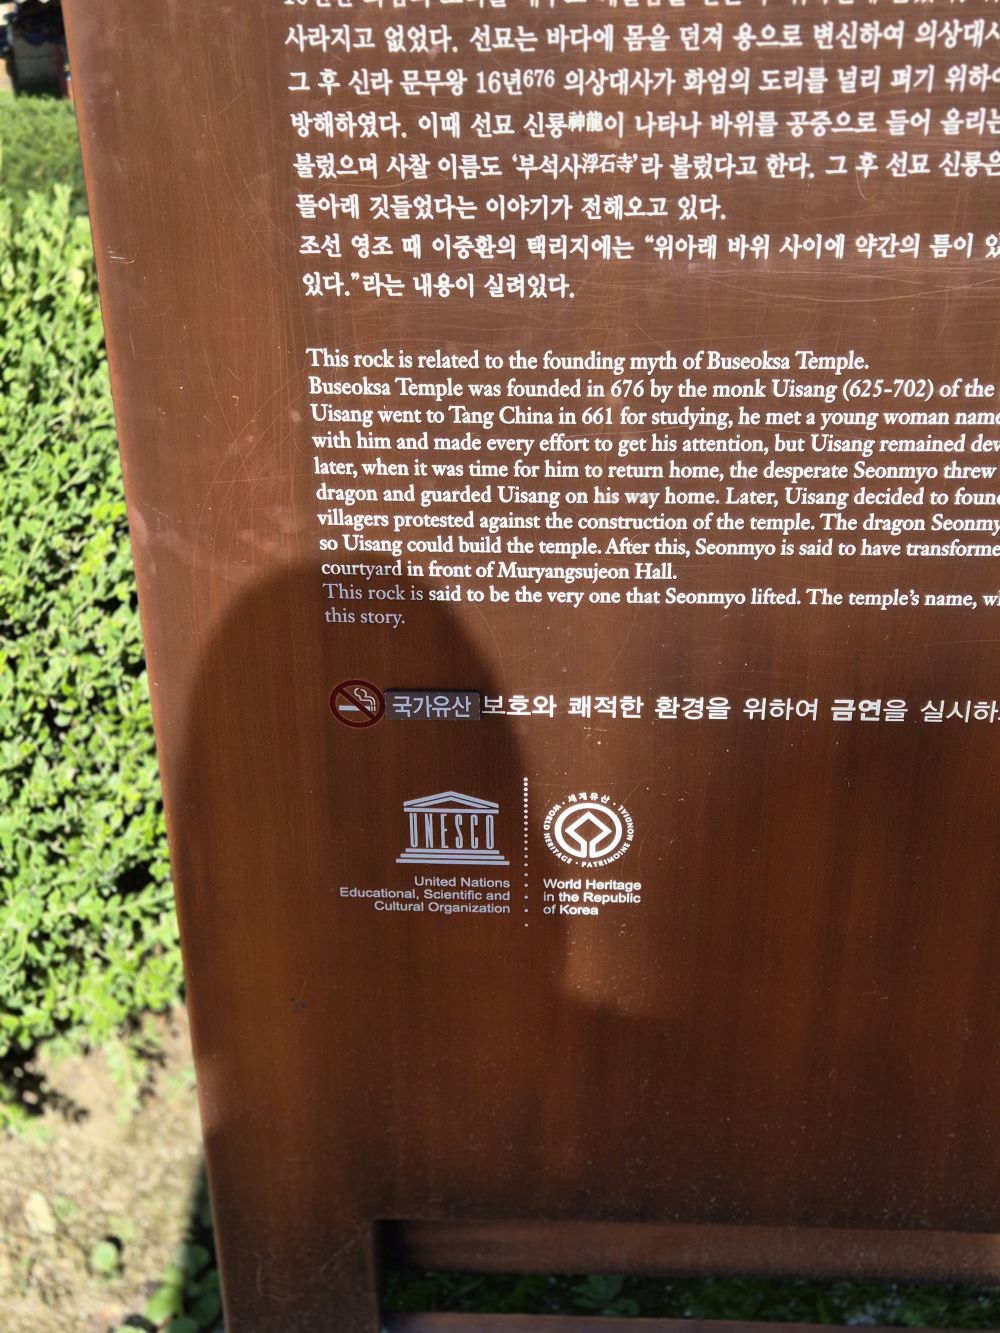 사라지고 없었다. 선묘는 바다에 몸을 던져 용으로 변신하여 의상대사
그 후 신라 문무왕 16년676 의상대사가 화엄의 도리를 널리 펴기 위하여
방해하였다. 이때 선묘 신룡神龍이 나타나 바위를 공중으로 들어 올리는
불렀으며 사찰 이름도 ‘부석사浮石寺’라 불렀다고 한다. 그 후 선묘 신룡은
뜰아래 깃들었다는 이야기가 전해오고 있다.
조선 영조 때 이중환의 택리지에는 “위아래 바위 사이에 약간의 틈이 있
있다.”라는 내용이 실려있다.
This rock is related to the founding myth of Buseoksa Temple.
Buseoksa Temple was founded in 676 by the monk Uisang (625-702) of the
Uisang went to Tang China in 661 for studying, he met a young woman name
with him and made every effort to get his attention, but Uisang remained dev
later, when it was time for him to return home, the desperate Seonmyo threw
dragon and guarded Uisang on his way home. Later, Uisang decided to found
villagers protested against the construction of the temple. The dragon Seonmy
so Uisang could build the temple. After this, Seonmyo is said to have transforme
courtyard in front of Muryangsujeon Hall.
This rock is said to be the very one that Seonmyo lifted. The temple’s name, wh
this story.
국가유산 보호와 쾌적한 환경을 위하여 금연을 실시하
UNESCO
United Nations
Educational, Scientific and
Cultural Organization
세계유산 · WORLD HERITAGE · PATRIMOINE MONDIAL
World Heritage
in the Republic
of Korea